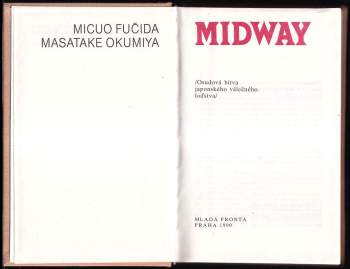 MICUO FUČIDA
MASATAKE OKUMIYA
MIDWAY
/Osudová bitva
japonského válečného
loďstva/
MLADÁ FRONTA
PRAHA 1990